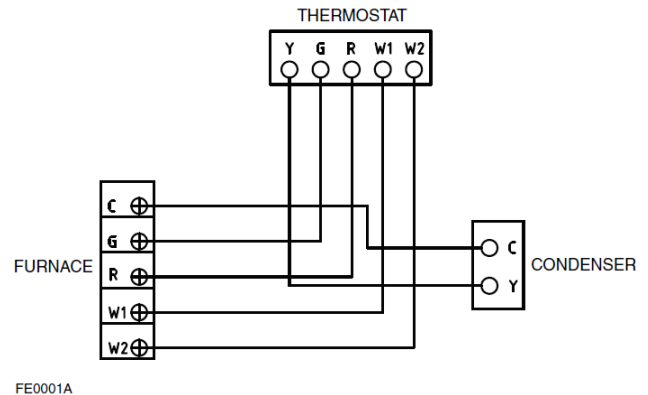 THERMOSTAT
Y G R W1 W2
C
G
FURNACE
R
W1
W2
C
CONDENSER
Y
FE0001A